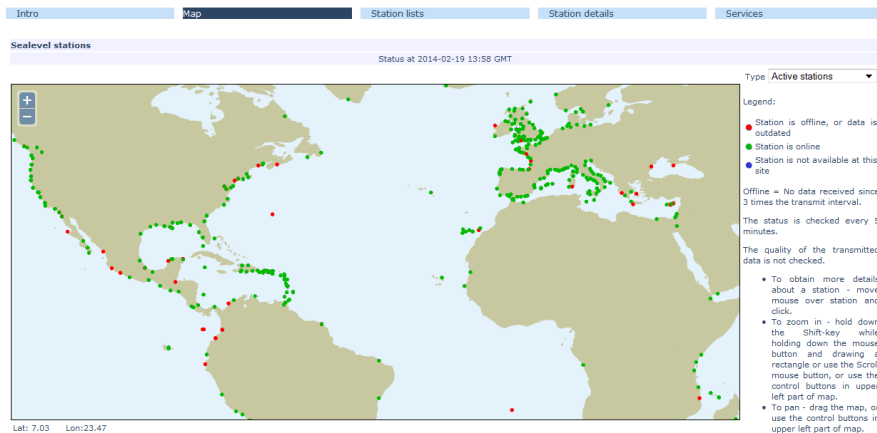 Intro Map Station lists Station details Services
Sealevel stations
Status at 2014-02-19 13:58 GMT
Type Active stations
+
−
Legend:
Station is offline, or data is
outdated
Station is online
Station is not available at this
site
Offline = No data received since
3 times the transmit interval.
The status is checked every 5
minutes.
The quality of the transmitted
data is not checked.
• To obtain more details
about a station - move
mouse over station and
click.
• To zoom in - hold down
the Shift-key while
holding down the mouse
button and drawing a
rectangle or use the Scroll
mouse button, or use the
control buttons in upper
left part of map.
• To pan - drag the map, or
use the control buttons in
upper left part of map.
Lat: 7.03 Lon:23.47